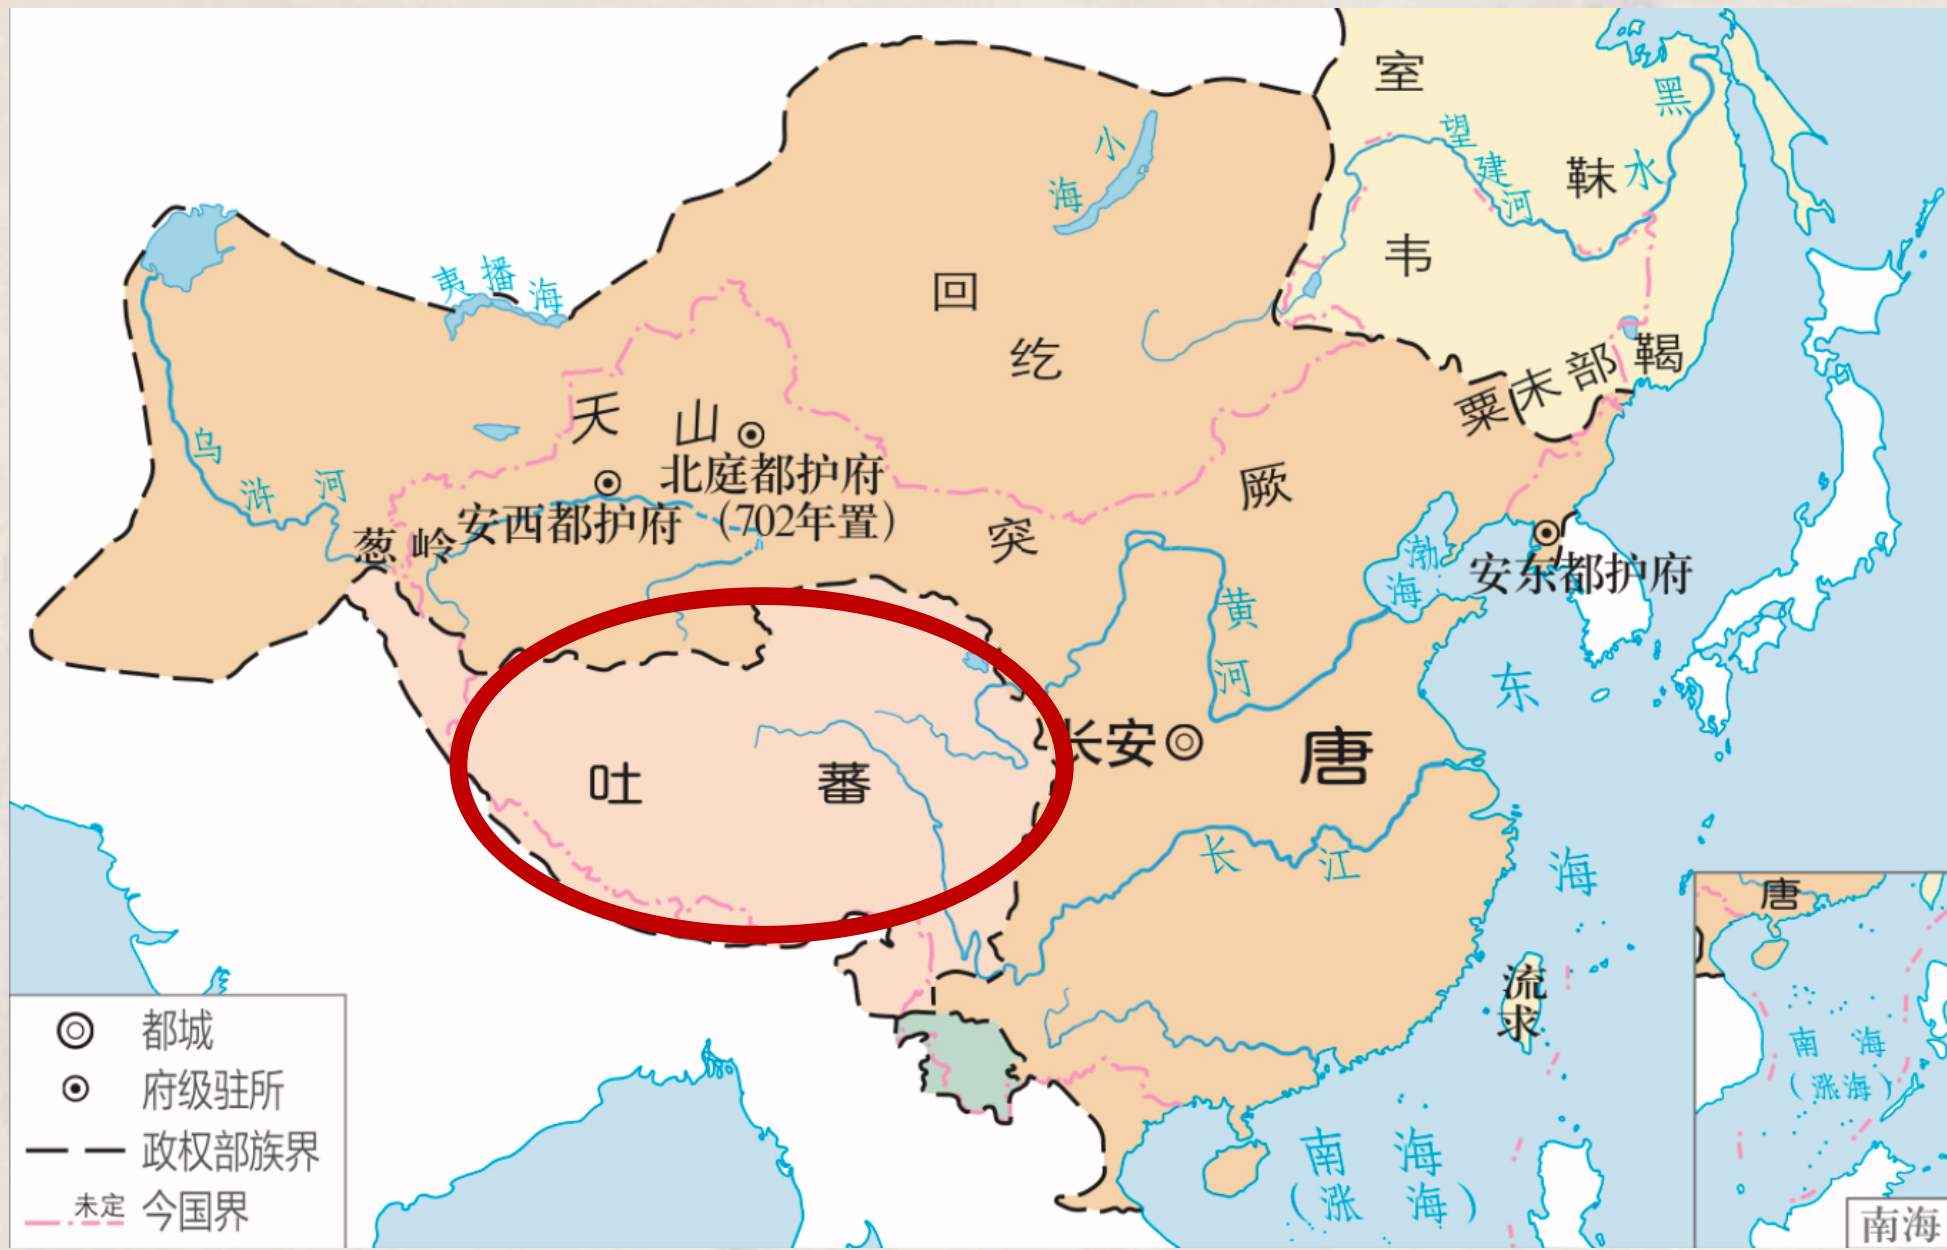 室
韦
黑水
靺鞨
望建河
粟末部
小海
夷播海
回纥
天山
北庭都护府
(702年置)
安西都护府
乌浒河
葱岭
突厥
安东都护府
渤海
黄河
东海
长安
唐
吐蕃
长江
流求
南海
(涨海)
都城
府级驻所
政权部族界
未定
今国界
唐
南海
(涨海)
南海